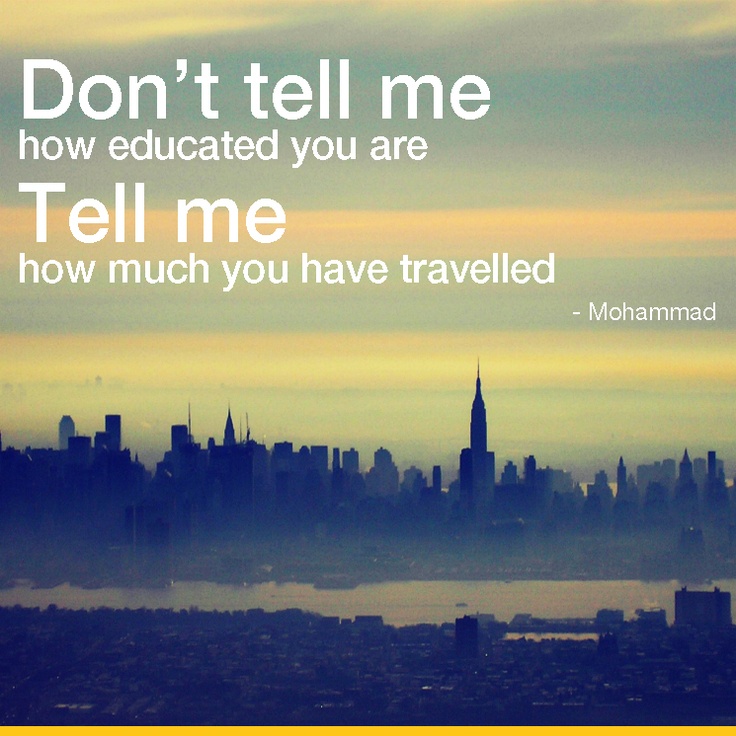 Don't tell me
how educated you are
Tell me
how much you have travelled
- Mohammad